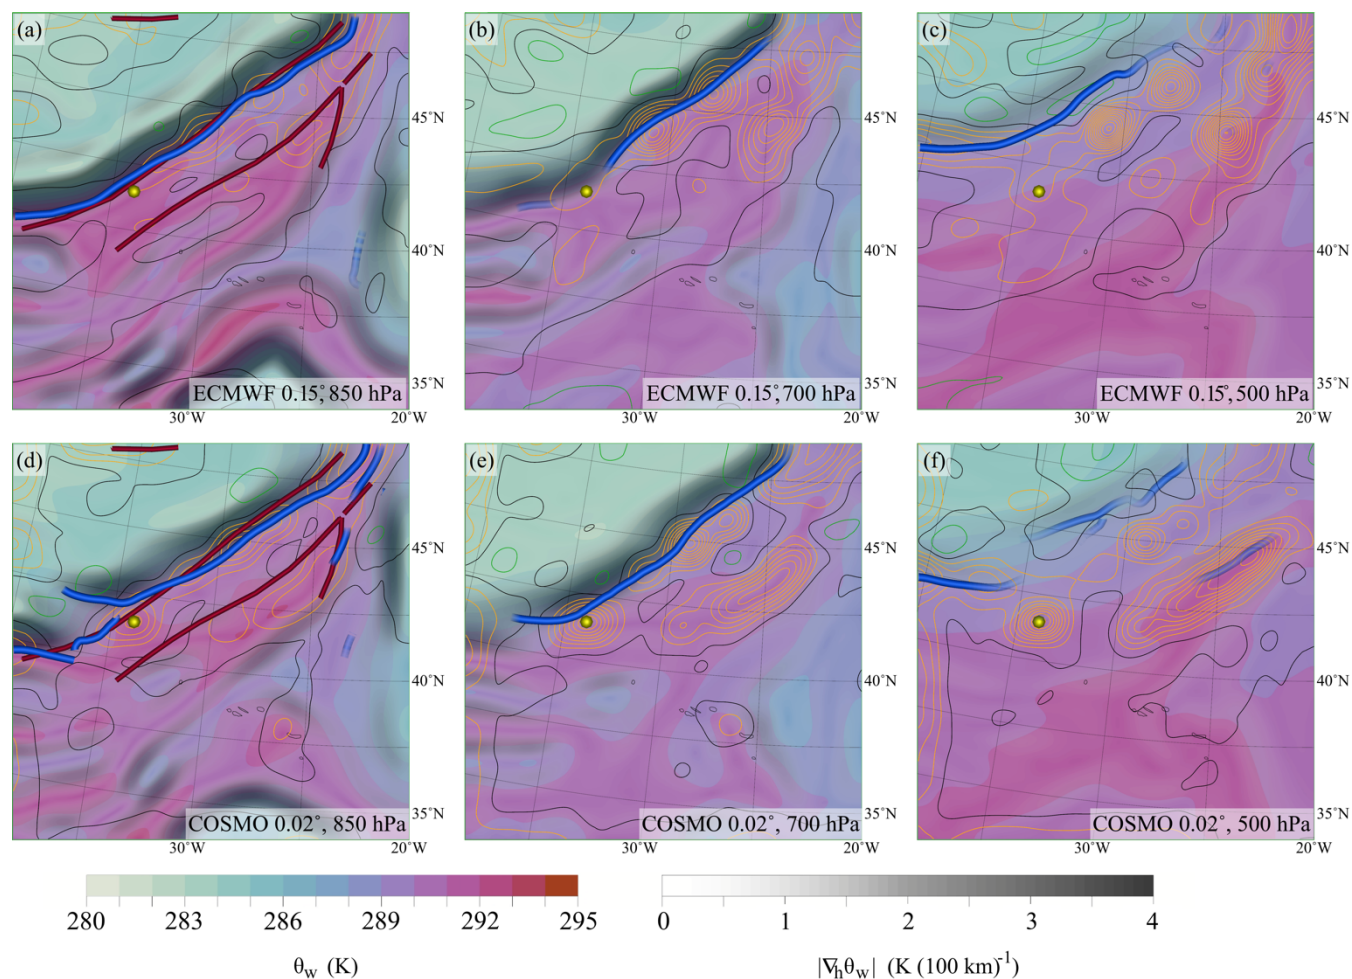 (a)
(b)
(c)
45°N
45°N
45°N
40°N
40°N
40°N
35°N
35°N
35°N
ECMWF 0.15°, 850 hPa
ECMWF 0.15°, 700 hPa
ECMWF 0.15°, 500 hPa
30°W 20°W
30°W 20°W
30°W 20°W
(d)
(e)
(f)
45°N
45°N
45°N
40°N
40°N
40°N
35°N
35°N
35°N
COSMO 0.02°, 850 hPa
COSMO 0.02°, 700 hPa
COSMO 0.02°, 500 hPa
30°W 20°W
30°W 20°W
30°W 20°W
280 283 286 289 292 295
θw (K)
0 1 2 3 4
|∇hθw| (K (100 km)⁻¹)